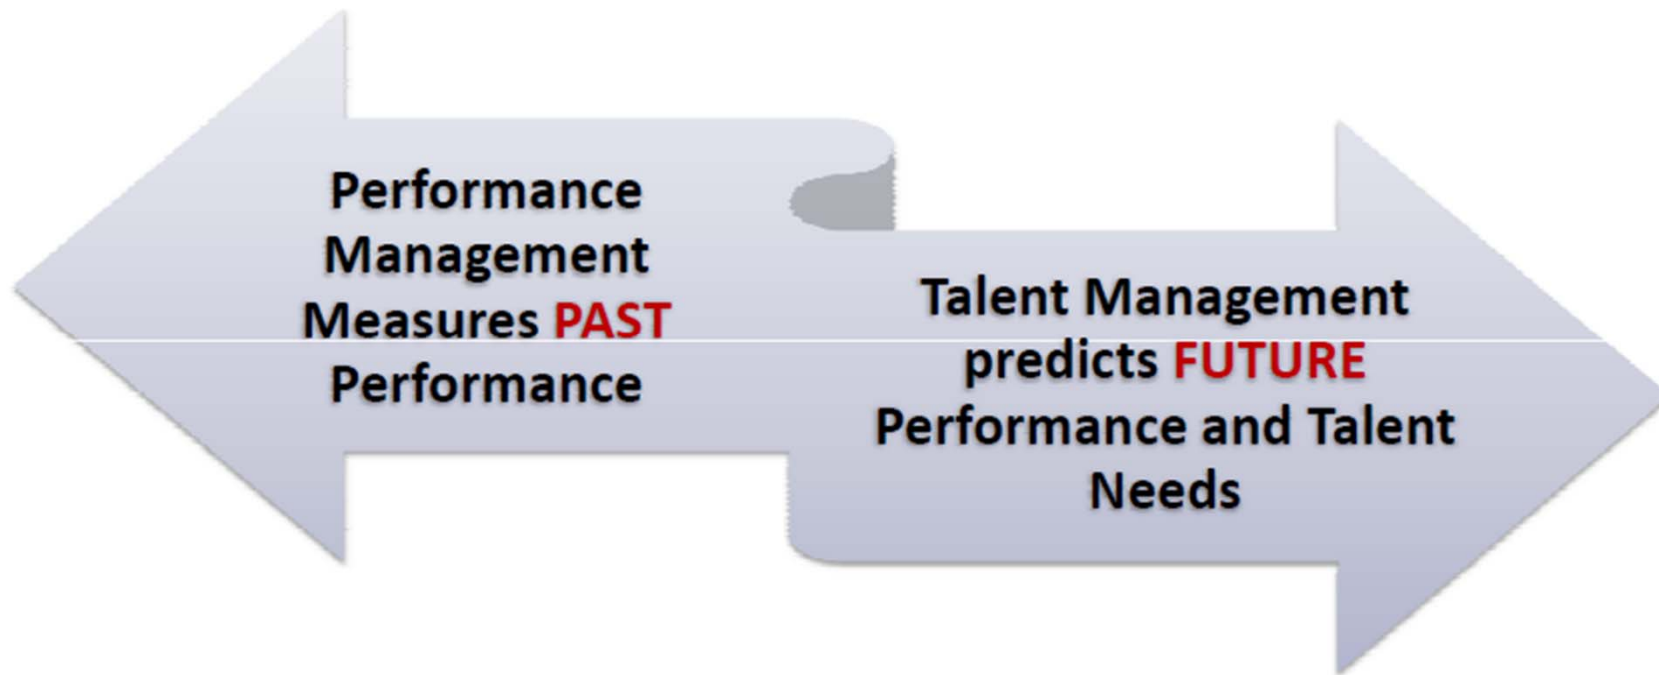 Performance
Management
Measures PAST
Performance
Talent Management
predicts FUTURE
Performance and Talent
Needs